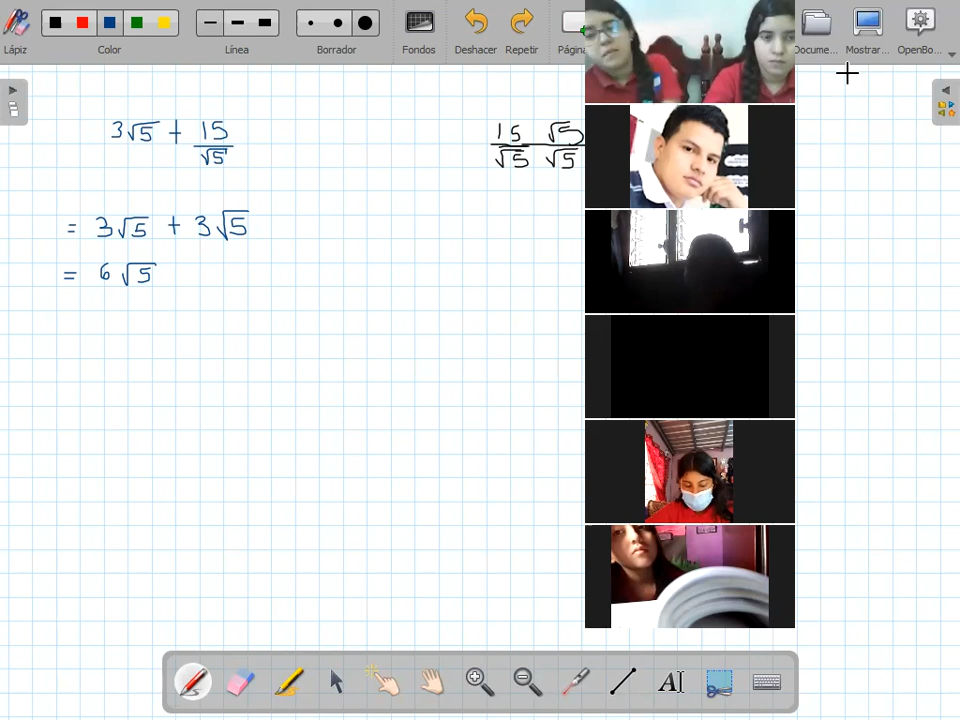 Lápiz Color Línea Borrador Fondos Deshacer Repetir Página Docume... Mostrar... OpenBo...
3√5 + 15/√5
15/√5 √5/√5
= 3√5 + 3√5
= 6√5
A